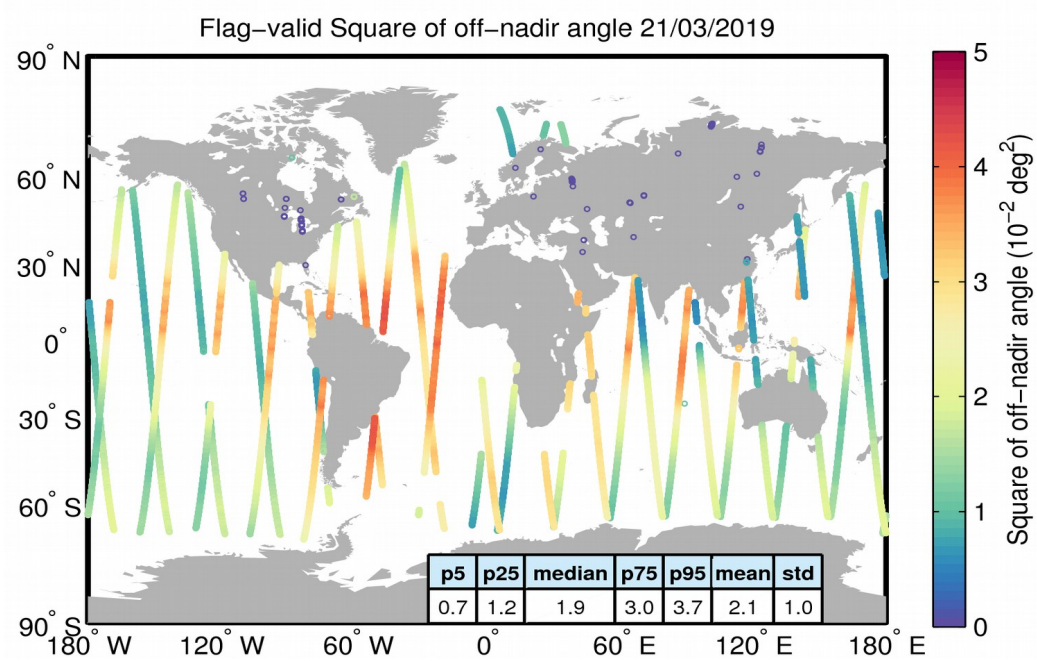 Flag−valid Square of off−nadir angle 21/03/2019
90° N
60° N
30° N
0°
30° S
60° S
90° S
180° W
120° W
60° W
0°
60° E
120° E
180° E
p5 p25 median p75 p95 mean std
0.7 1.2 1.9 3.0 3.7 2.1 1.0
5
4
3
2
1
0
Square of off−nadir angle (10⁻² deg²)